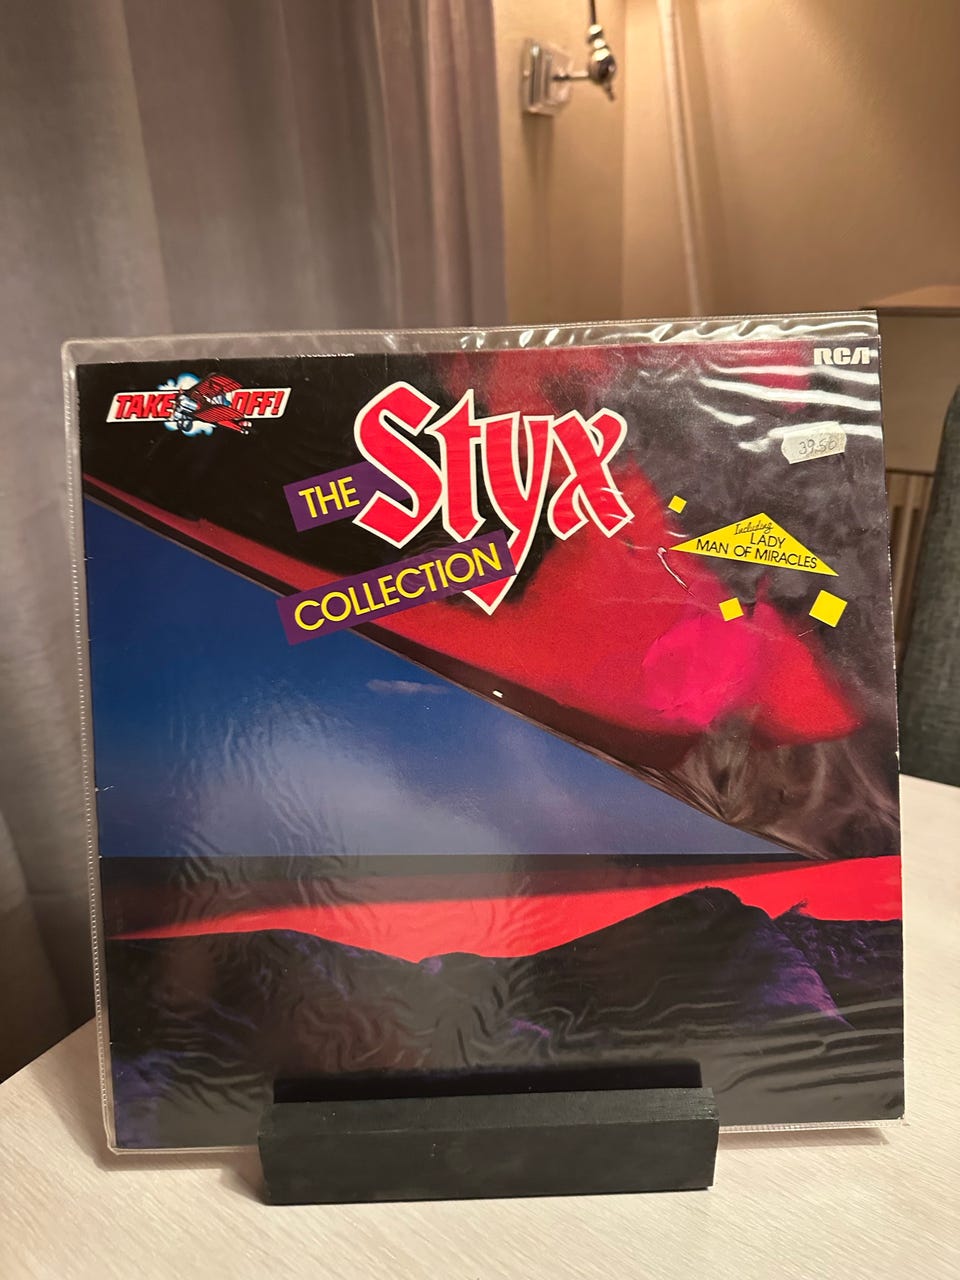 RCA
TAKE OFF!
THE
Styx
COLLECTION
39.50
Including
LADY
MAN OF MIRACLES